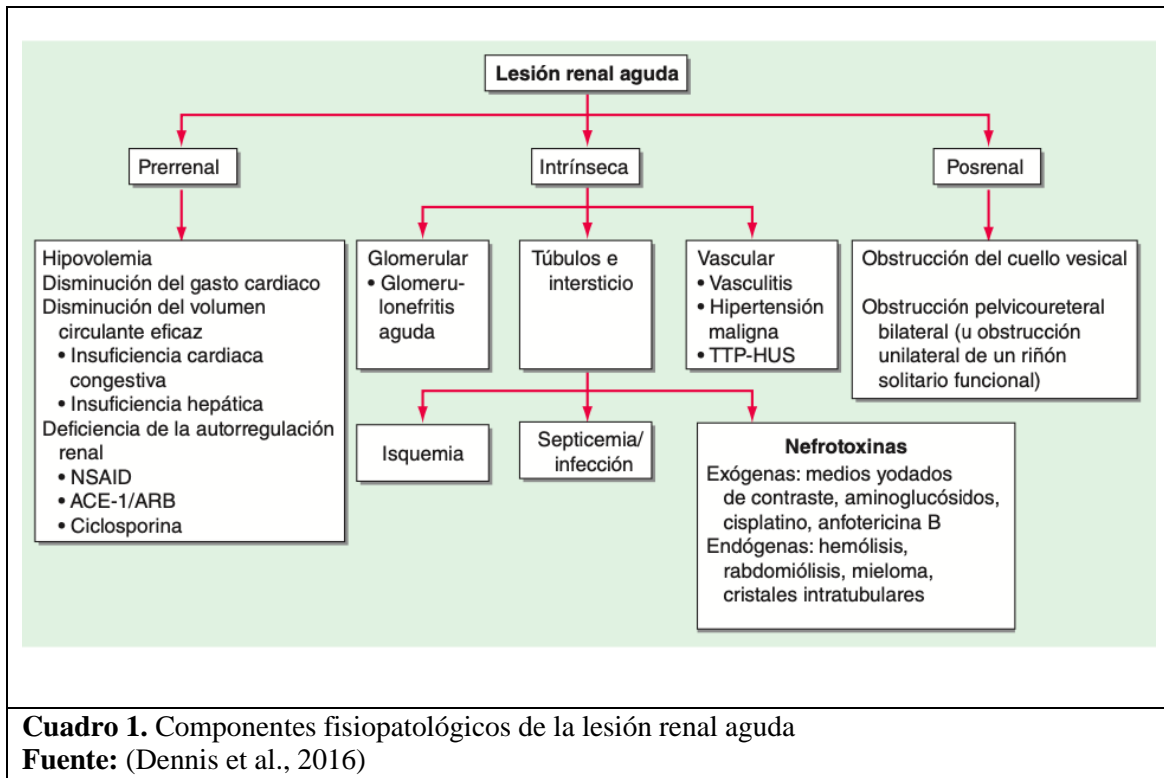 Lesión renal aguda
Prerrenal
Intrínseca
Posrenal
Hipovolemia
Disminución del gasto cardiaco
Disminución del volumen
circulante eficaz
• Insuficiencia cardiaca
congestiva
• Insuficiencia hepática
Deficiencia de la autorregulación
renal
• NSAID
• ACE-1/ARB
• Ciclosporina
Glomerular
• Glomeru-
lonefritis
aguda
Túbulos e
intersticio
Vascular
• Vasculitis
• Hipertensión
maligna
• TTP-HUS
Obstrucción del cuello vesical
Obstrucción pelvicoureteral
bilateral (u obstrucción
unilateral de un riñón
solitario funcional)
Isquemia
Septicemia/
infección
Nefrotoxinas
Exógenas: medios yodados
de contraste, aminoglucósidos,
cisplatino, anfotericina B
Endógenas: hemólisis,
rabdomiólisis, mieloma,
cristales intratubulares
Cuadro 1. Componentes fisiopatológicos de la lesión renal aguda
Fuente: (Dennis et al., 2016)